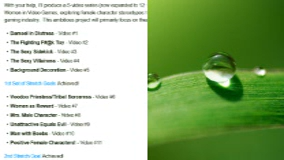 With your help, I'll produce a 5-video (now expanded to 12
Women in Video Games, exploring female character stereotypes
gaming industry. This ambitious project will primarily focus on the
• Damsel in Distress - Video #1
• The Fighting F#@k Toy - Video #2
• The Sexy Sidekick - Video #3
• The Sexy Villainess - Video #4
• Background Decoration - Video #5
1st Set of Stretch Goals Achieved!
• Voodoo Priestess/Tribal Sorceress - Video #6
• Women as Reward - Video #7
• Mrs. Male Character - Video #8
• Unattractive Equals Evil - Video #9
• Man with Boobs - Video #10
• Positive Female Characters! - Video #11
2nd Stretch Goal Achieved!